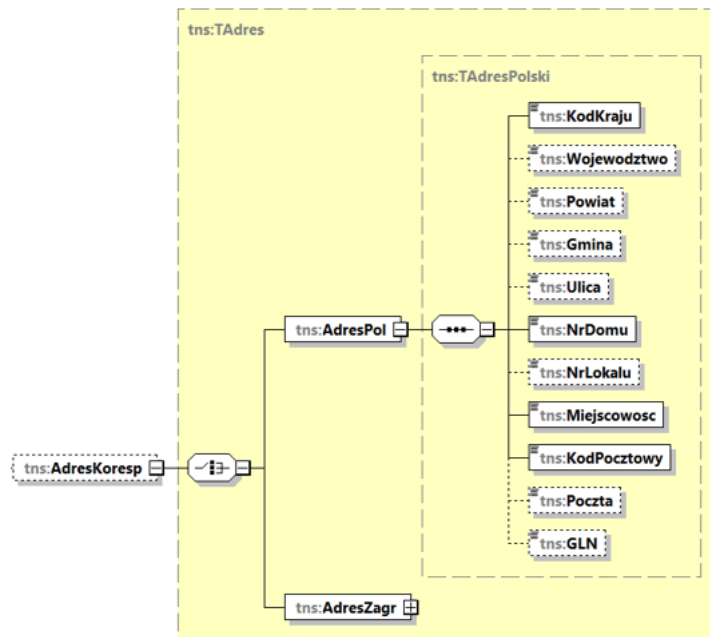 tns:TAdres
tns:TAdresPolski
tns:KodKraju
tns:Wojewodztwo
tns:Powiat
tns:Gmina
tns:Ulica
tns:AdresPol
tns:NrDomu
tns:NrLokalu
tns:Miejscowosc
tns:AdresKoresp
tns:KodPocztowy
tns:Poczta
tns:GLN
tns:AdresZagr